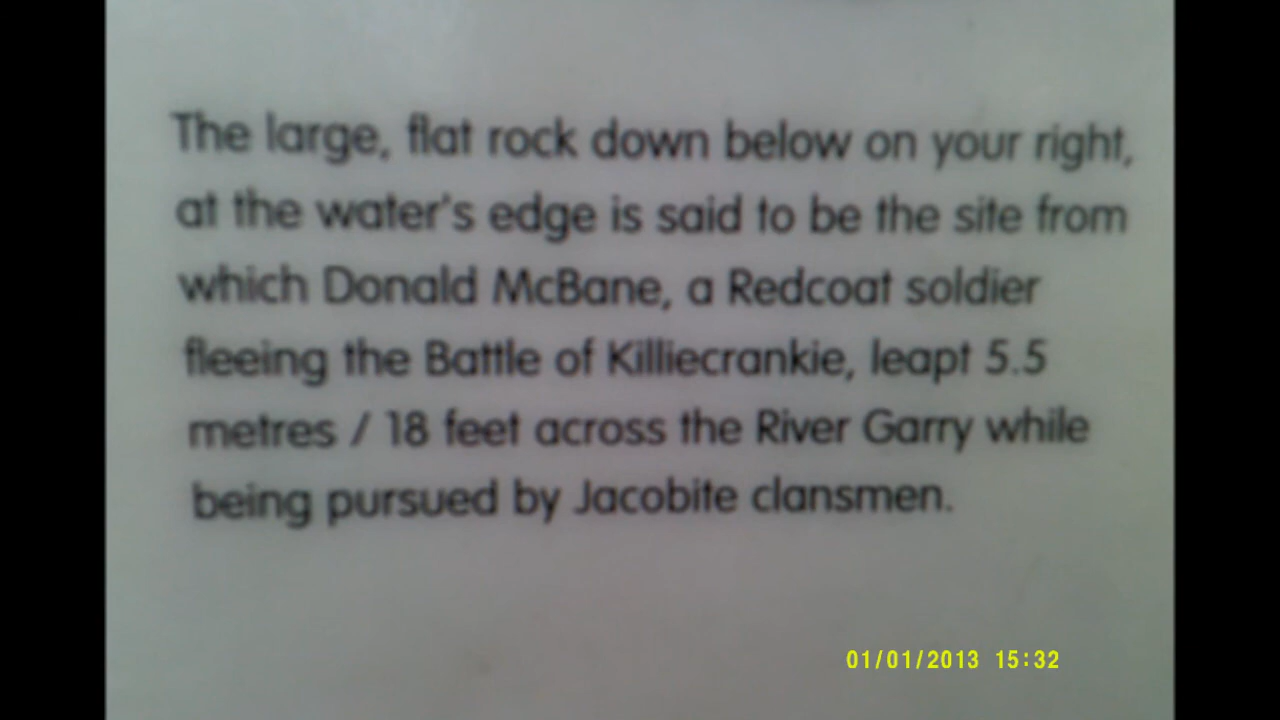 The large, flat rock down below on your right,
at the water's edge is said to be the site from
which Donald McBane, a Redcoat soldier
fleeing the Battle of Killiecrankie, leapt 5.5
metres / 18 feet across the River Garry while
being pursued by Jacobite clansmen.
01/01/2013 15:32